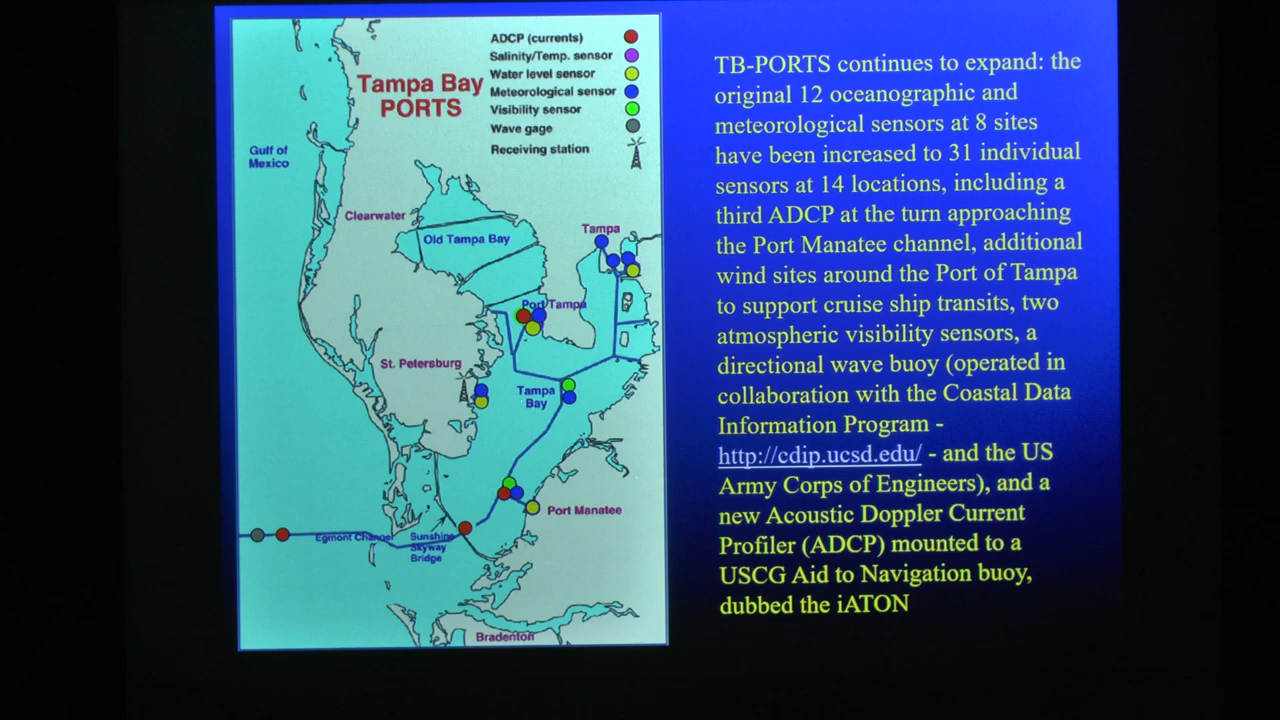 Tampa Bay
PORTS
ADCP (currents)
Salinity/Temp. sensor
Water level sensor
Meteorological sensor
Visibility sensor
Wave gage
Receiving station
Gulf of
Mexico
Clearwater
Old Tampa Bay
Tampa
Port Tampa
St. Petersburg
Tampa
Bay
Port Manatee
Egmont Channel
Sunshine
Skyway
Bridge
Bradenton
TB-PORTS continues to expand: the
original 12 oceanographic and
meteorological sensors at 8 sites
have been increased to 31 individual
sensors at 14 locations, including a
third ADCP at the turn approaching
the Port Manatee channel, additional
wind sites around the Port of Tampa
to support cruise ship transits, two
atmospheric visibility sensors, a
directional wave buoy (operated in
collaboration with the Coastal Data
Information Program -
http://cdip.ucsd.edu/ - and the US
Army Corps of Engineers), and a
new Acoustic Doppler Current
Profiler (ADCP) mounted to a
USCG Aid to Navigation buoy,
dubbed the iATON